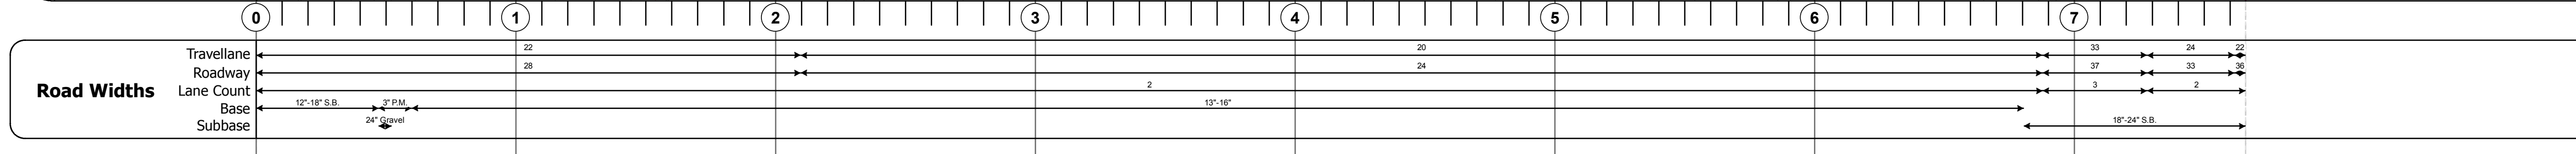 0 1 2 3 4 5 6 7
Road Widths
Travellane 22 20 33 24 22
Roadway 28 24 37 33 36
Lane Count 2 3 2
Base 12"-18" S.B. 3" P.M. 13"-16"
Subbase 24" Gravel 18"-24" S.B.